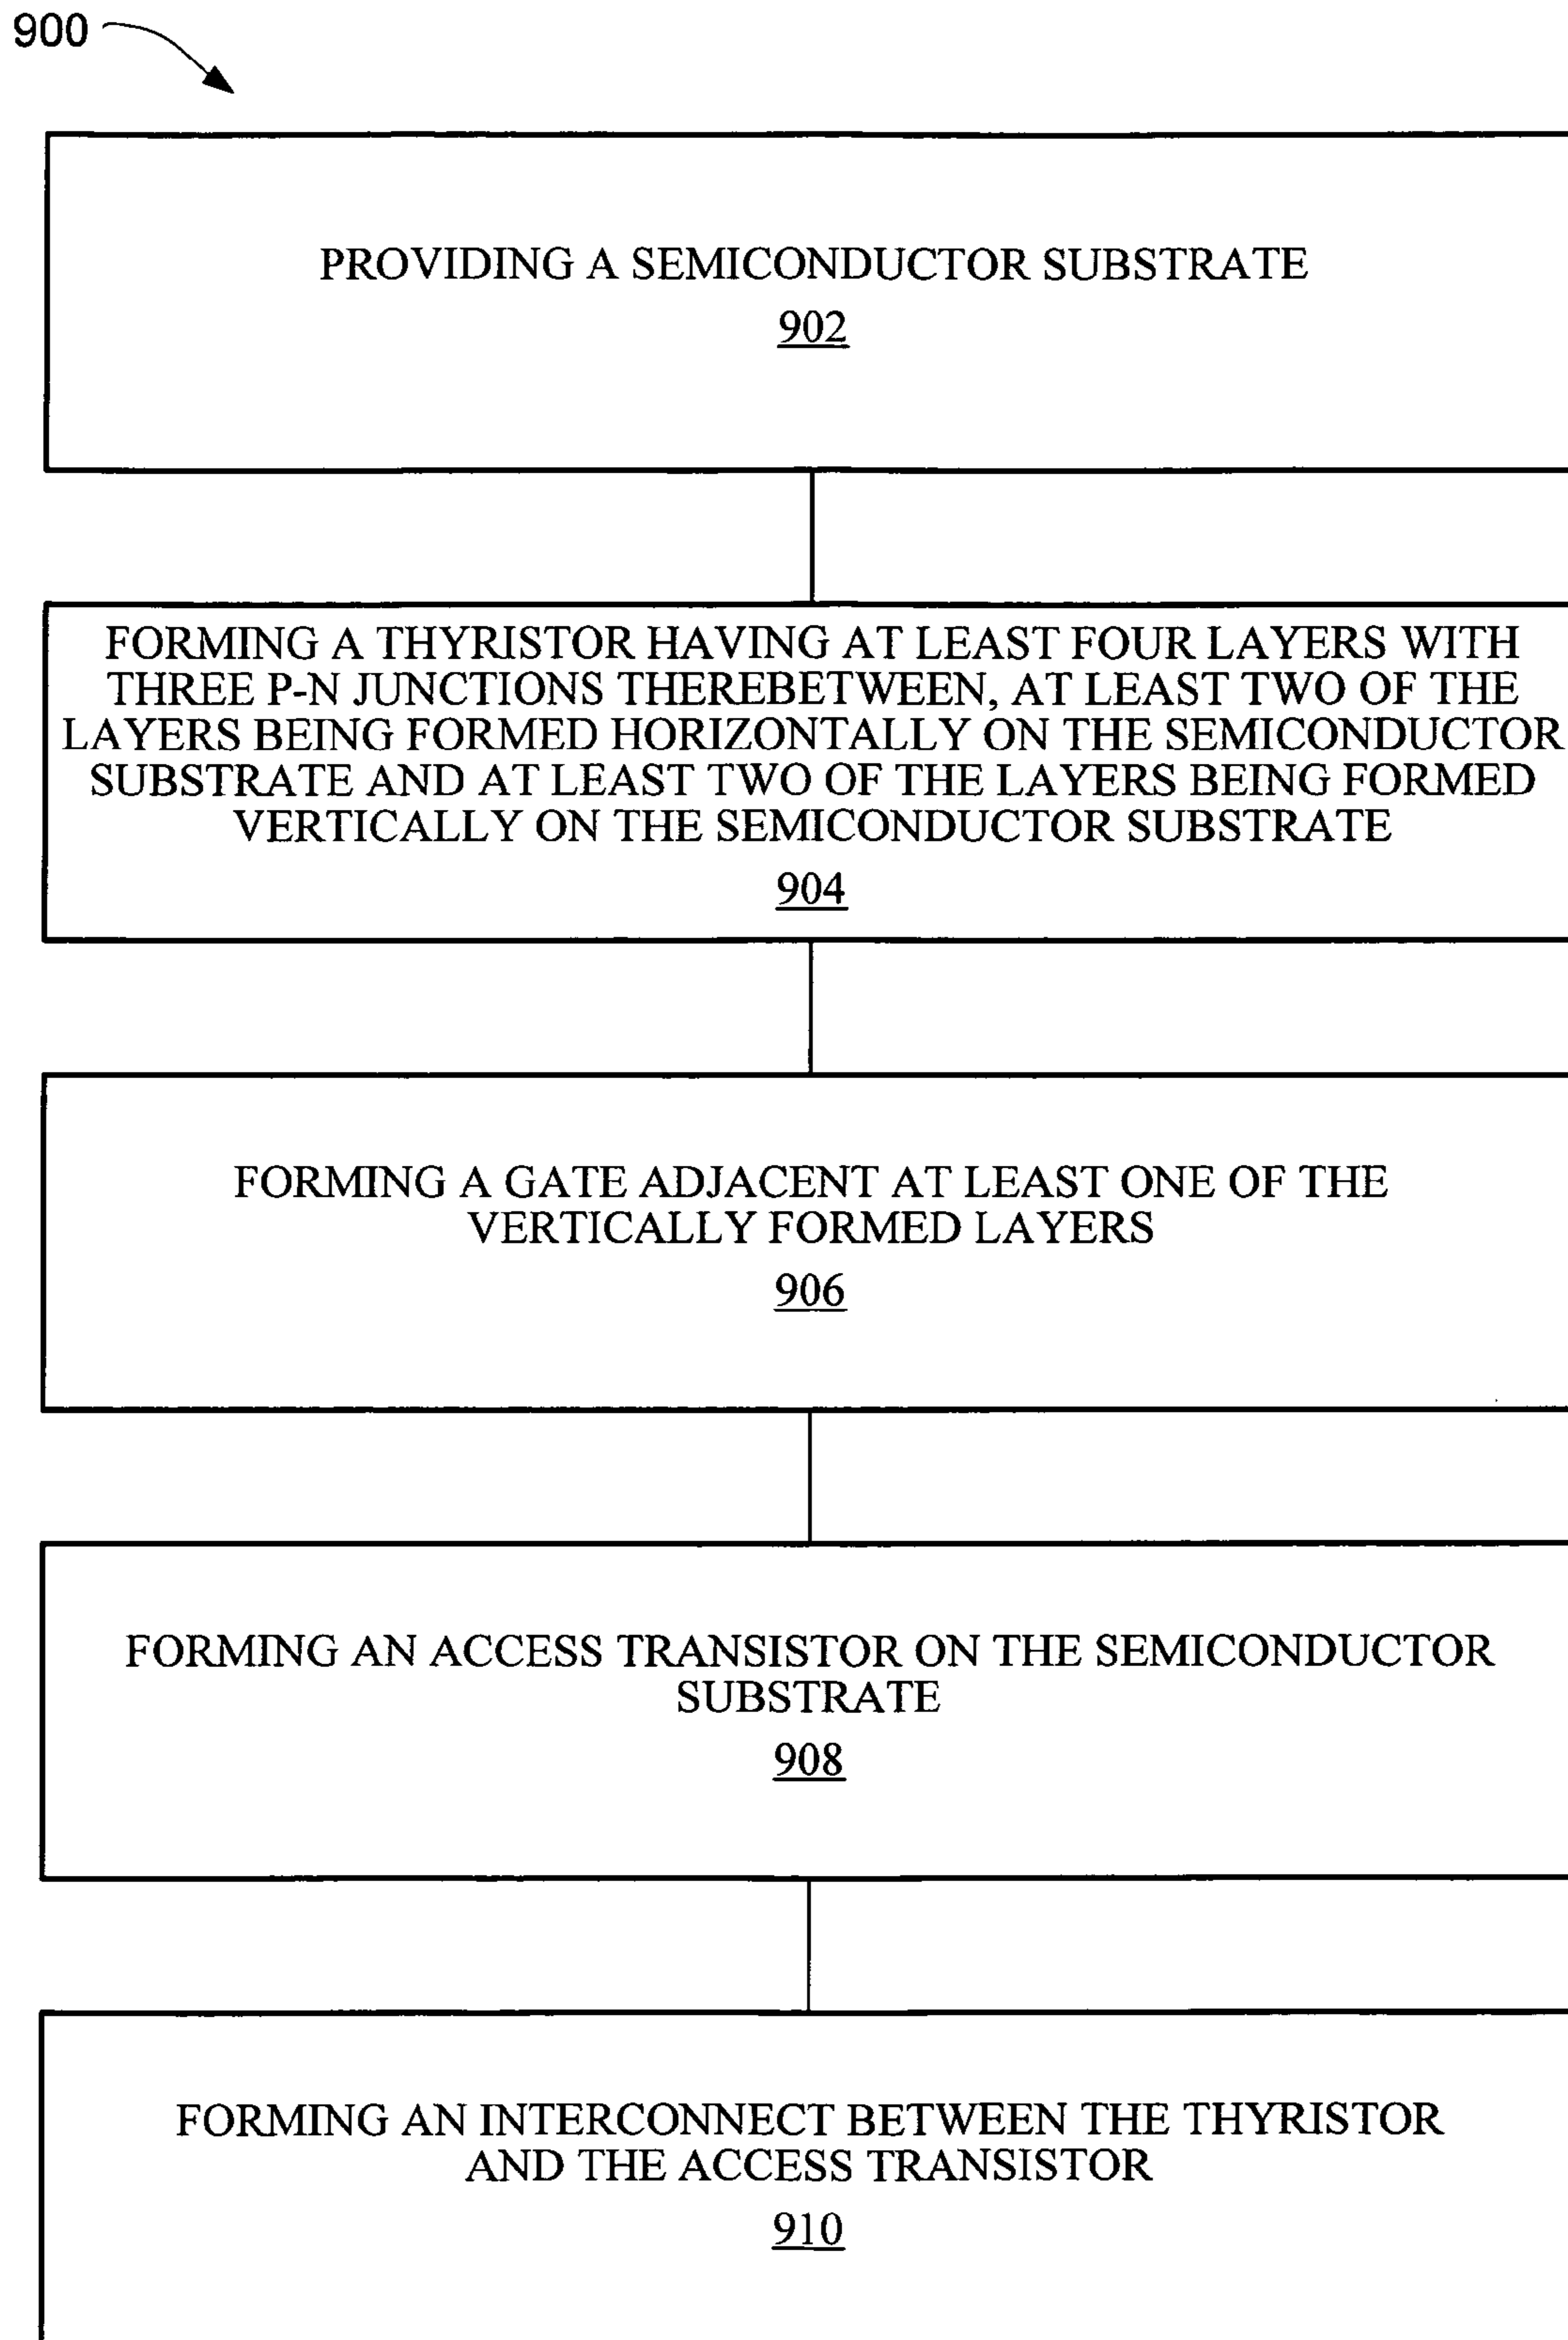 900
PROVIDING A SEMICONDUCTOR SUBSTRATE
902
FORMING A THYRISTOR HAVING AT LEAST FOUR LAYERS WITH
THREE P-N JUNCTIONS THEREBETWEEN, AT LEAST TWO OF THE
LAYERS BEING FORMED HORIZONTALLY ON THE SEMICONDUCTOR
SUBSTRATE AND AT LEAST TWO OF THE LAYERS BEING FORMED
VERTICALLY ON THE SEMICONDUCTOR SUBSTRATE
904
FORMING A GATE ADJACENT AT LEAST ONE OF THE
VERTICALLY FORMED LAYERS
906
FORMING AN ACCESS TRANSISTOR ON THE SEMICONDUCTOR
SUBSTRATE
908
FORMING AN INTERCONNECT BETWEEN THE THYRISTOR
AND THE ACCESS TRANSISTOR
910